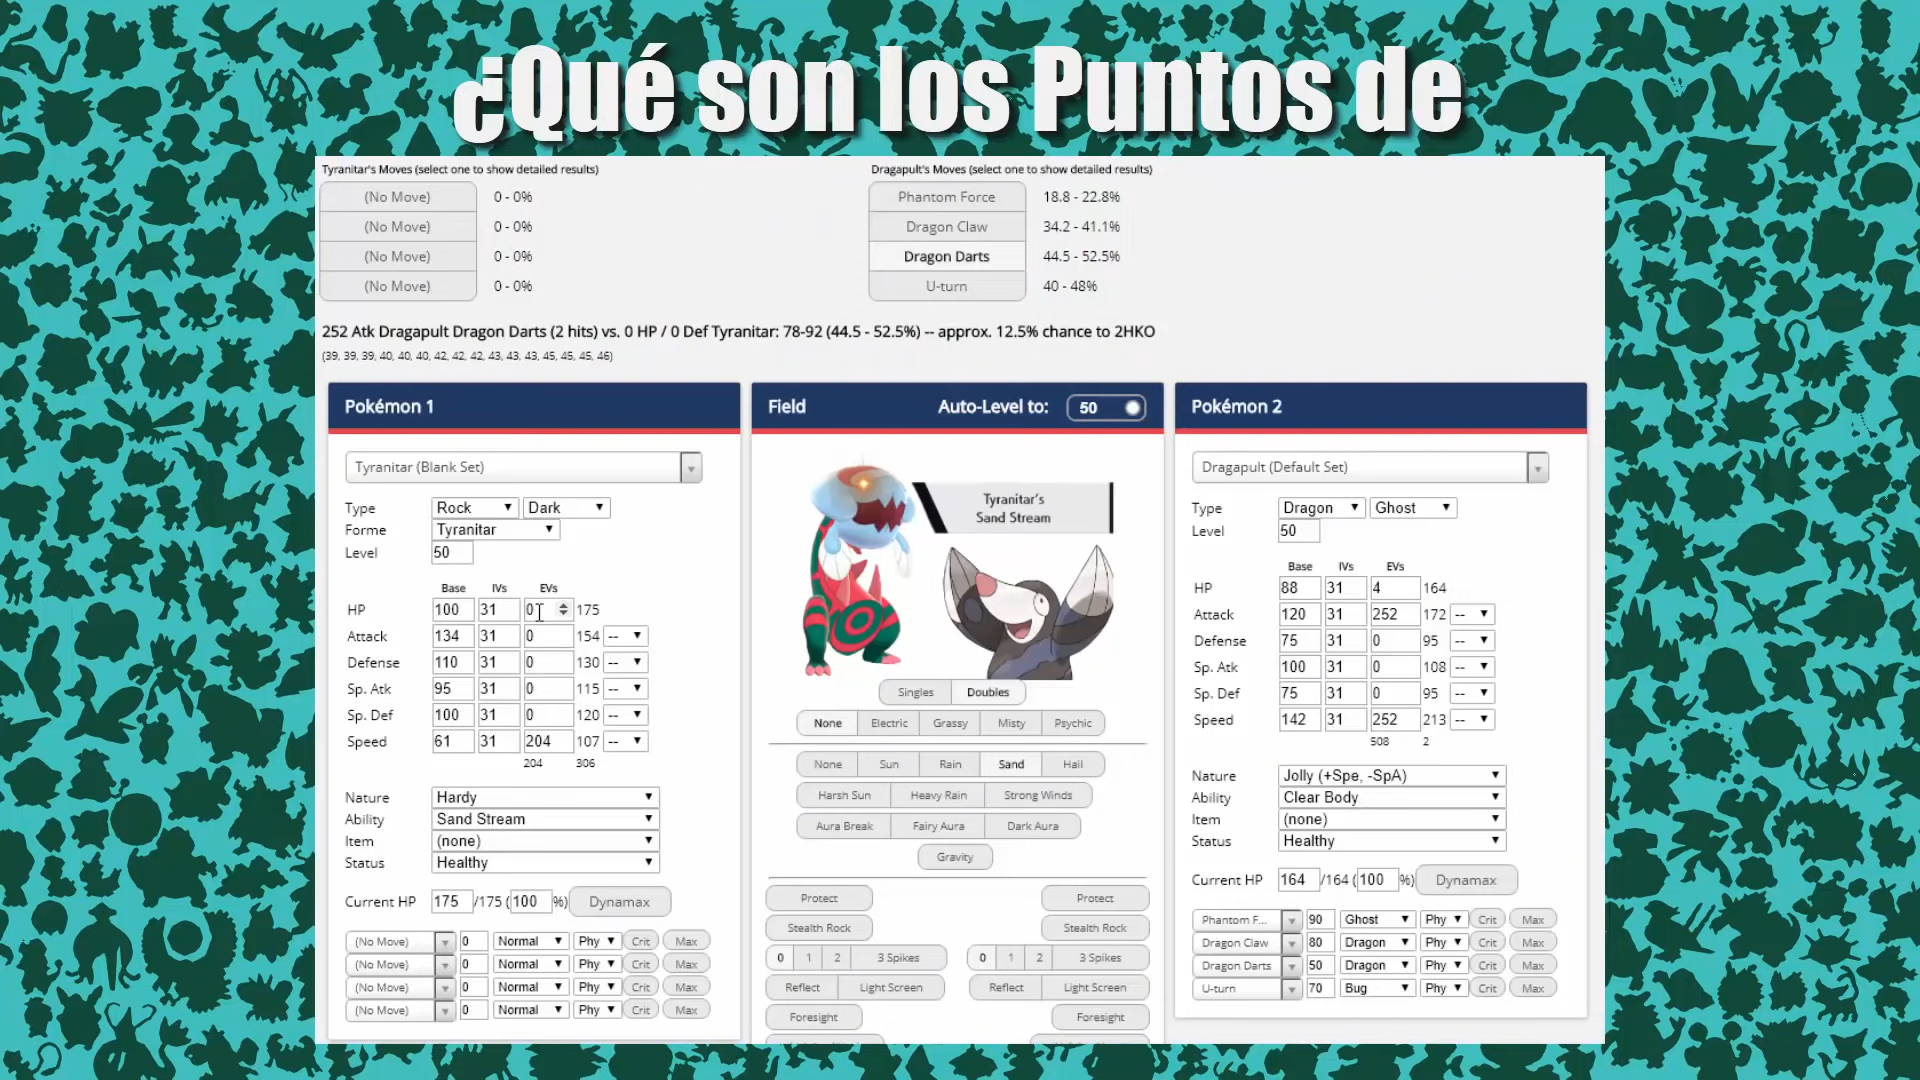 ¿Qué son los Puntos de
Tyranitar's Moves (select one to show detailed results)
(No Move) 0 - 0%
(No Move) 0 - 0%
(No Move) 0 - 0%
(No Move) 0 - 0%
Dragapult's Moves (select one to show detailed results)
Phantom Force 18.8 - 22.8%
Dragon Claw 34.2 - 41.1%
Dragon Darts 44.5 - 52.5%
U-turn 40 - 48%
252 Atk Dragapult Dragon Darts (2 hits) vs. 0 HP / 0 Def Tyranitar: 78-92 (44.5 - 52.5%) -- approx. 12.5% chance to 2HKO
(39, 39, 39, 40, 40, 40, 42, 42, 42, 43, 43, 43, 45, 45, 45, 46)
Pokémon 1
Tyranitar (Blank Set)
Type Rock Dark
Forme Tyranitar
Level 50
Base IVs EVs
HP 100 31 0 175
Attack 134 31 0 154 --
Defense 110 31 0 130 --
Sp. Atk 95 31 0 115 --
Sp. Def 100 31 0 120 --
Speed 61 31 204 107 --
204 306
Nature Hardy
Ability Sand Stream
Item (none)
Status Healthy
Current HP 175 /175 (100 %) Dynamax
(No Move) 0 Normal Phy Crit Max
(No Move) 0 Normal Phy Crit Max
(No Move) 0 Normal Phy Crit Max
(No Move) 0 Normal Phy Crit Max
Field Auto-Level to: 50
Tyranitar's
Sand Stream
Singles Doubles
None Electric Grassy Misty Psychic
None Sun Rain Sand Hail
Harsh Sun Heavy Rain Strong Winds
Aura Break Fairy Aura Dark Aura
Gravity
Protect Protect
Stealth Rock Stealth Rock
0 1 2 3 Spikes 0 1 2 3 Spikes
Reflect Light Screen Reflect Light Screen
Foresight Foresight
Pokémon 2
Dragapult (Default Set)
Type Dragon Ghost
Level 50
Base IVs EVs
HP 88 31 4 164
Attack 120 31 252 172 --
Defense 75 31 0 95 --
Sp. Atk 100 31 0 108 --
Sp. Def 75 31 0 95 --
Speed 142 31 252 213 --
508 2
Nature Jolly (+Spe, -SpA)
Ability Clear Body
Item (none)
Status Healthy
Current HP 164 /164 (100 %) Dynamax
Phantom F... 90 Ghost Phy Crit Max
Dragon Claw 80 Dragon Phy Crit Max
Dragon Darts 50 Dragon Phy Crit Max
U-turn 70 Bug Phy Crit Max